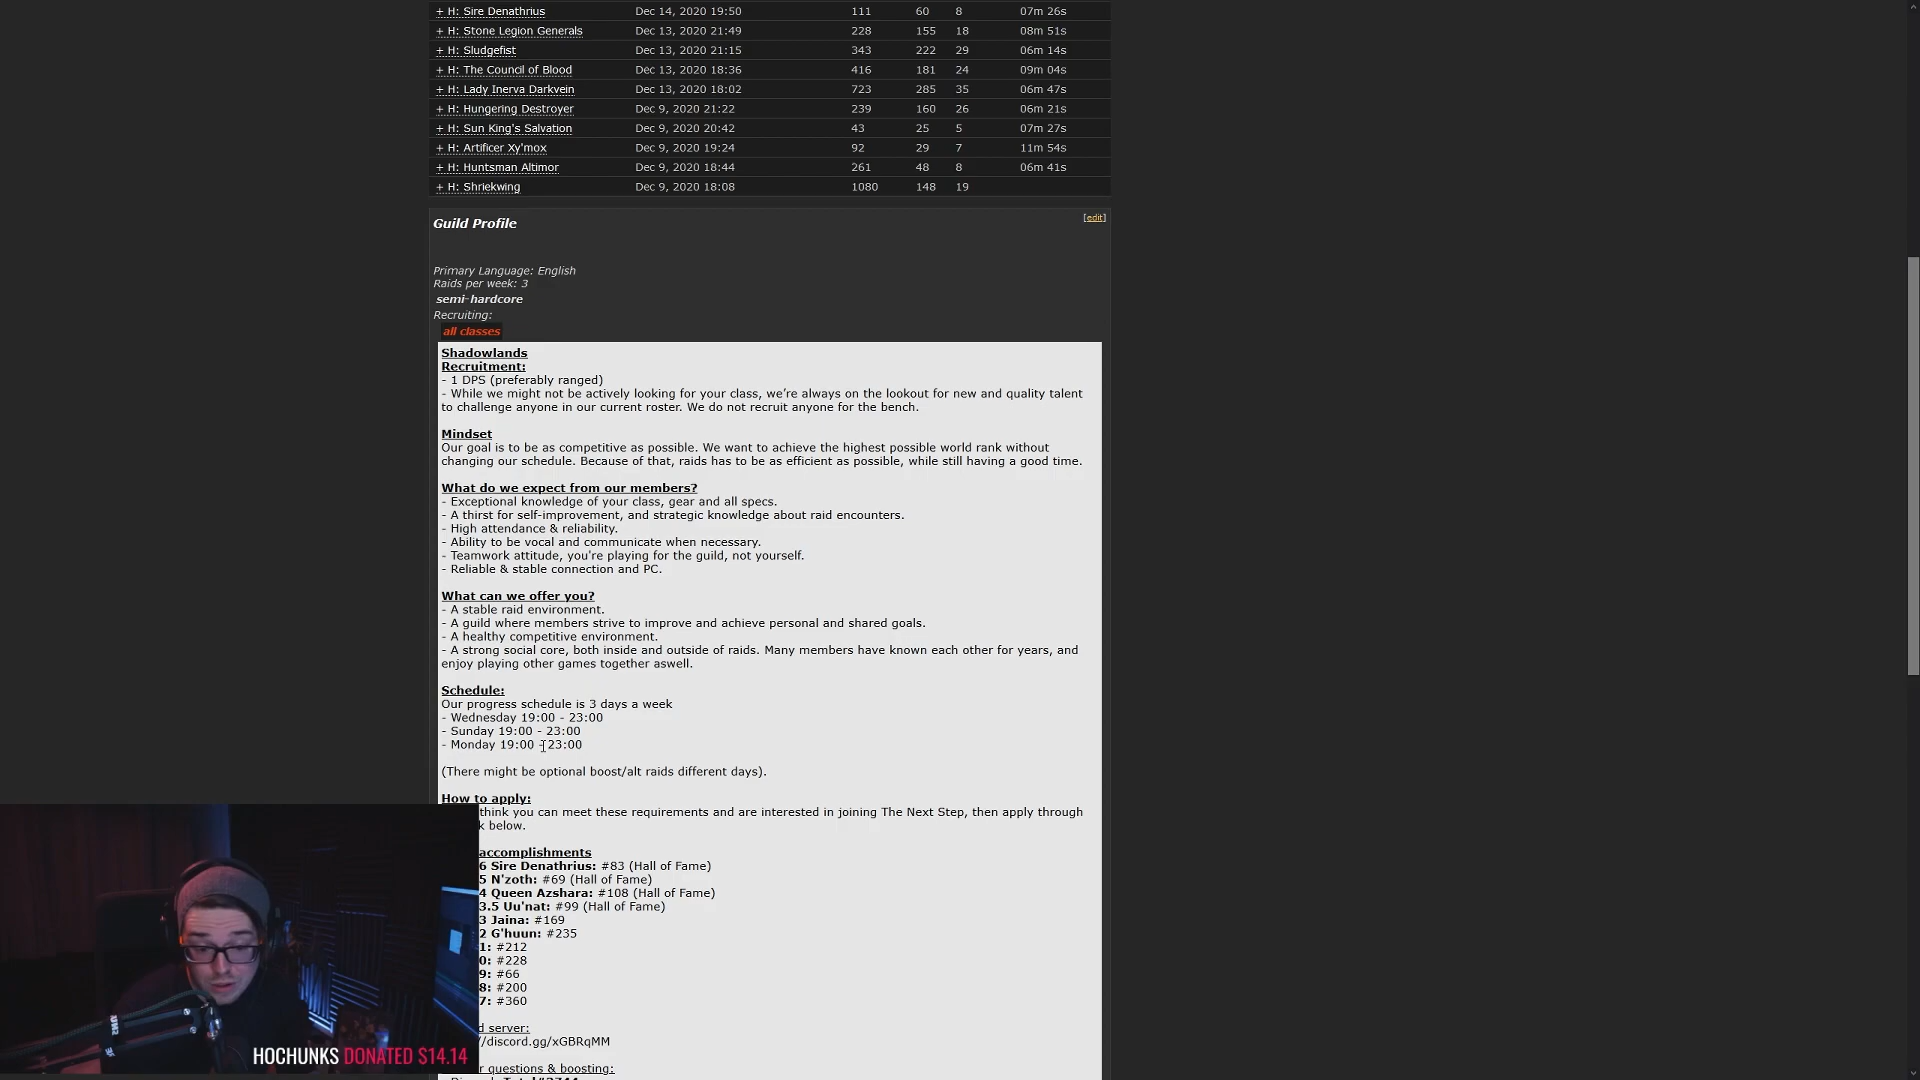 + H: Sire Denathrius Dec 14, 2020 19:50 111 60 8 07m 26s
+ H: Stone Legion Generals Dec 13, 2020 21:49 228 155 18 08m 51s
+ H: Sludgefist Dec 13, 2020 21:15 343 222 29 06m 14s
+ H: The Council of Blood Dec 13, 2020 18:36 416 181 24 09m 04s
+ H: Lady Inerva Darkvein Dec 13, 2020 18:02 723 285 35 06m 47s
+ H: Hungering Destroyer Dec 9, 2020 21:22 239 160 26 06m 21s
+ H: Sun King's Salvation Dec 9, 2020 20:42 43 25 5 07m 27s
+ H: Artificer Xy'mox Dec 9, 2020 19:24 92 29 7 11m 54s
+ H: Huntsman Altimor Dec 9, 2020 18:44 261 48 8 06m 41s
+ H: Shriekwing Dec 9, 2020 18:08 1080 148 19
Guild Profile [edit]
Primary Language: English
Raids per week: 3
semi-hardcore
Recruiting:
all classes
Shadowlands
Recruitment:
- 1 DPS (preferably ranged)
- While we might not be actively looking for your class, we're always on the lookout for new and quality talent
to challenge anyone in our current roster. We do not recruit anyone for the bench.
Mindset
Our goal is to be as competitive as possible. We want to achieve the highest possible world rank without
changing our schedule. Because of that, raids has to be as efficient as possible, while still having a good time.
What do we expect from our members?
- Exceptional knowledge of your class, gear and all specs.
- A thirst for self-improvement, and strategic knowledge about raid encounters.
- High attendance & reliability.
- Ability to be vocal and communicate when necessary.
- Teamwork attitude, you're playing for the guild, not yourself.
- Reliable & stable connection and PC.
What can we offer you?
- A stable raid environment.
- A guild where members strive to improve and achieve personal and shared goals.
- A healthy competitive environment.
- A strong social core, both inside and outside of raids. Many members have known each other for years, and
enjoy playing other games together aswell.
Schedule:
Our progress schedule is 3 days a week
- Wednesday 19:00 - 23:00
- Sunday 19:00 - 23:00
- Monday 19:00 - 23:00
(There might be optional boost/alt raids different days).
How to apply:
think you can meet these requirements and are interested in joining The Next Step, then apply through
k below.
accomplishments
6 Sire Denathrius: #83 (Hall of Fame)
5 N'zoth: #69 (Hall of Fame)
4 Queen Azshara: #108 (Hall of Fame)
3.5 Uu'nat: #99 (Hall of Fame)
3 Jaina: #169
2 G'huun: #235
1: #212
0: #228
9: #66
8: #200
7: #360
d server:
//discord.gg/xGBRqMM
r questions & boosting:
HOCHUNKS DONATED $14.14